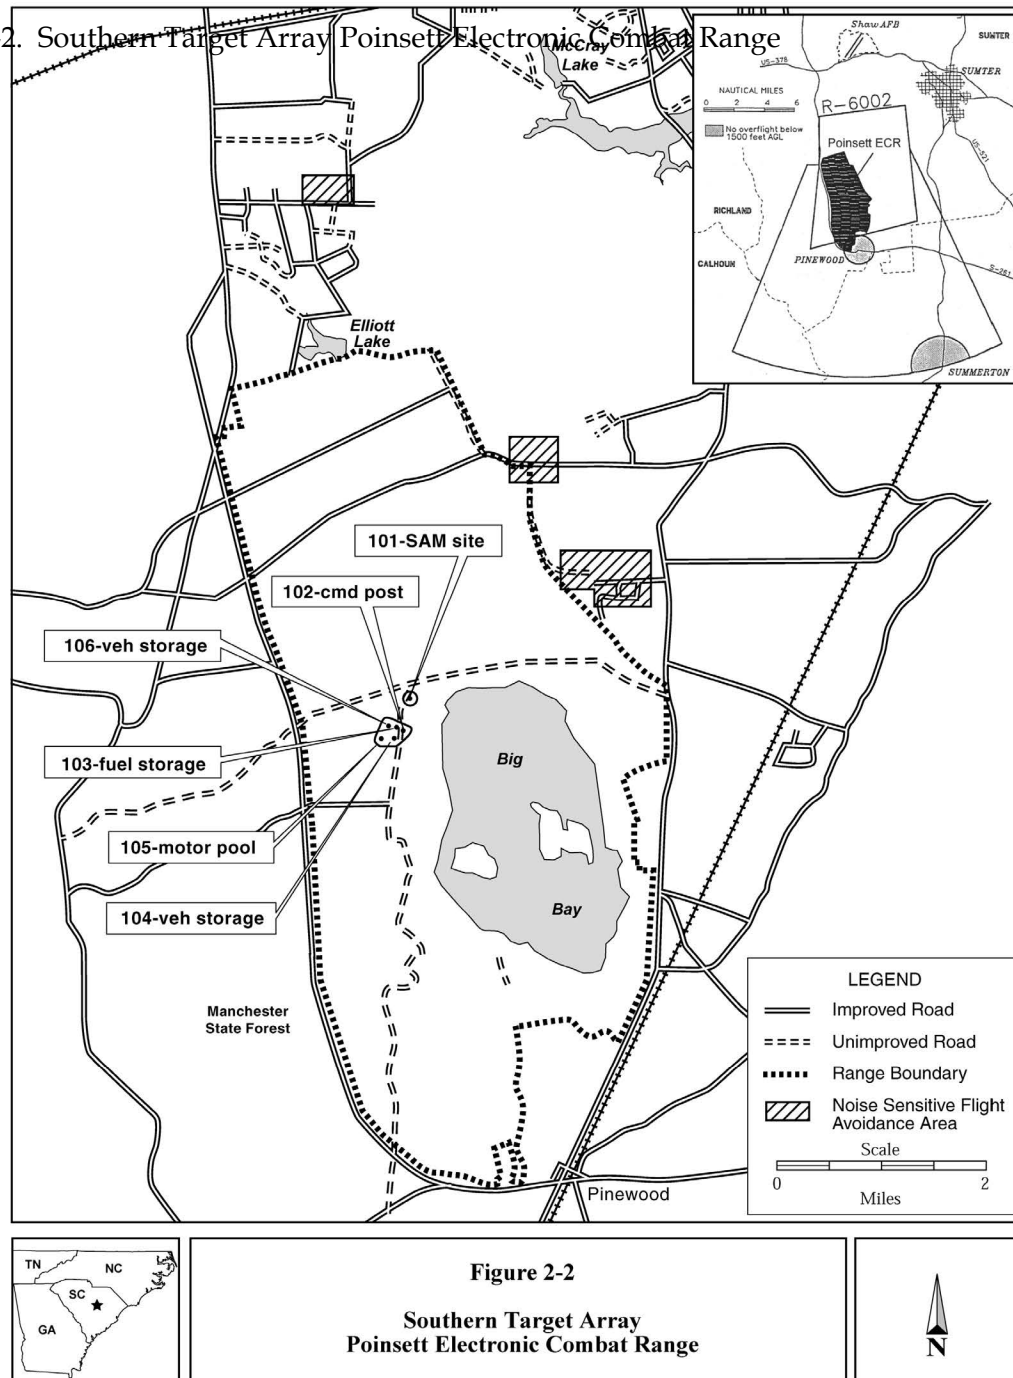 2. Southern Target Array Poinsett Electronic Combat Range
McCray
Lake
Shaw AFB
SUMTER
US-378
SUMTER
NAUTICAL MILES
0 2 4 6
R-6002
No overflight below
1500 feet AGL
Poinsett ECR
US-521
RICHLAND
CALHOUN
PINEWOOD
S-261
SUMMERTON
Elliott
Lake
101-SAM site
102-cmd post
106-veh storage
103-fuel storage
Big
105-motor pool
104-veh storage
Bay
Manchester
State Forest
LEGEND
Improved Road
Unimproved Road
Range Boundary
Noise Sensitive Flight
Avoidance Area
Scale
0 2
Miles
Pinewood
TN
NC
SC
GA
Figure 2-2
Southern Target Array
Poinsett Electronic Combat Range
N